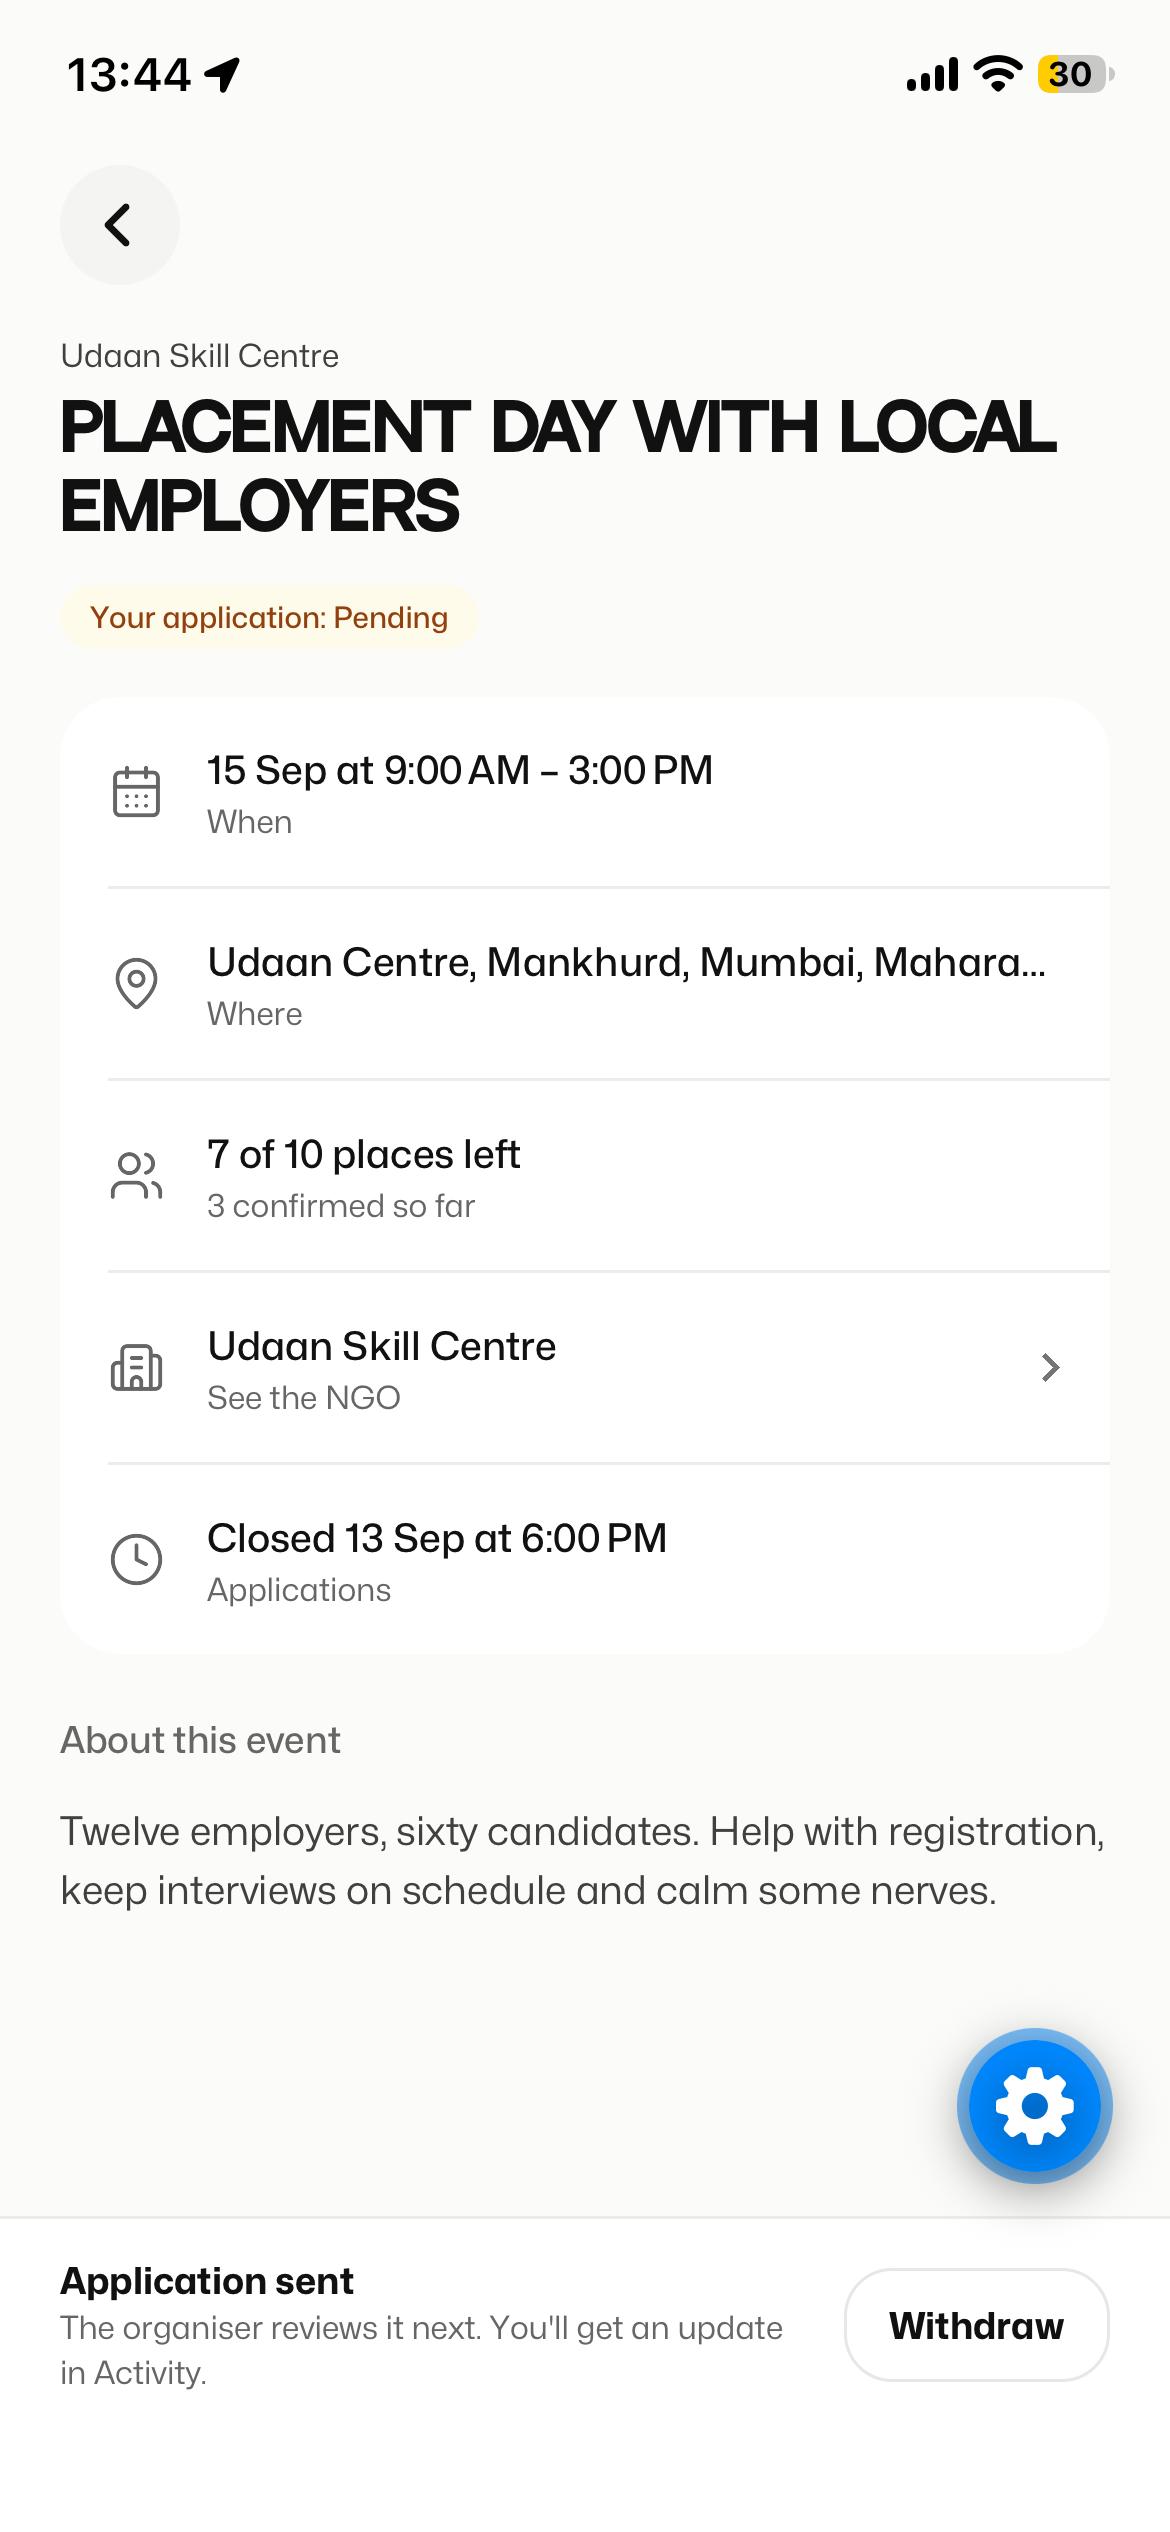 13:44
30
Udaan Skill Centre
PLACEMENT DAY WITH LOCAL
EMPLOYERS
Your application: Pending
15 Sep at 9:00 AM – 3:00 PM
When
Udaan Centre, Mankhurd, Mumbai, Mahara...
Where
7 of 10 places left
3 confirmed so far
Udaan Skill Centre
See the NGO
Closed 13 Sep at 6:00 PM
Applications
About this event
Twelve employers, sixty candidates. Help with registration,
keep interviews on schedule and calm some nerves.
Application sent
The organiser reviews it next. You'll get an update
in Activity.
Withdraw